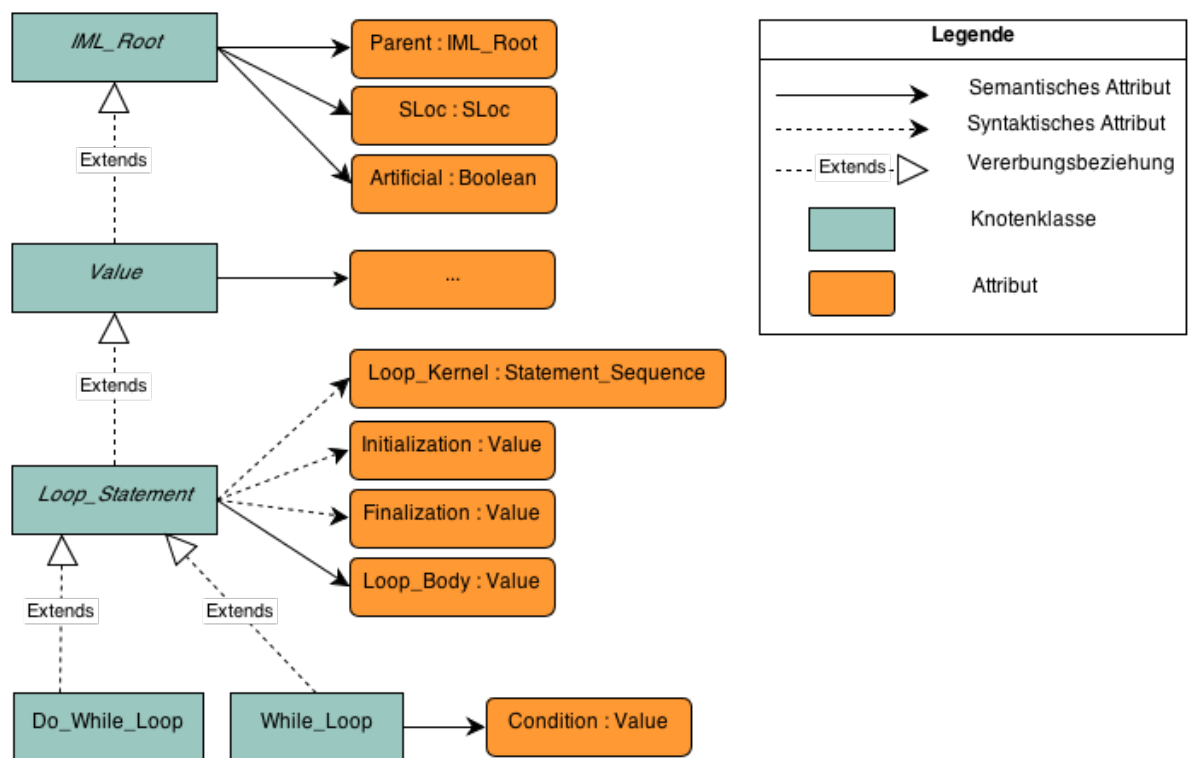 IML_Root
Parent : IML_Root
SLoc : SLoc
Artificial : Boolean
Extends
Value
...
Extends
Loop_Statement
Loop_Kernel : Statement_Sequence
Initialization : Value
Finalization : Value
Loop_Body : Value
Extends
Extends
Do_While_Loop
While_Loop
Condition : Value
Legende
Semantisches Attribut
Syntaktisches Attribut
Extends
Vererbungsbeziehung
Knotenklasse
Attribut